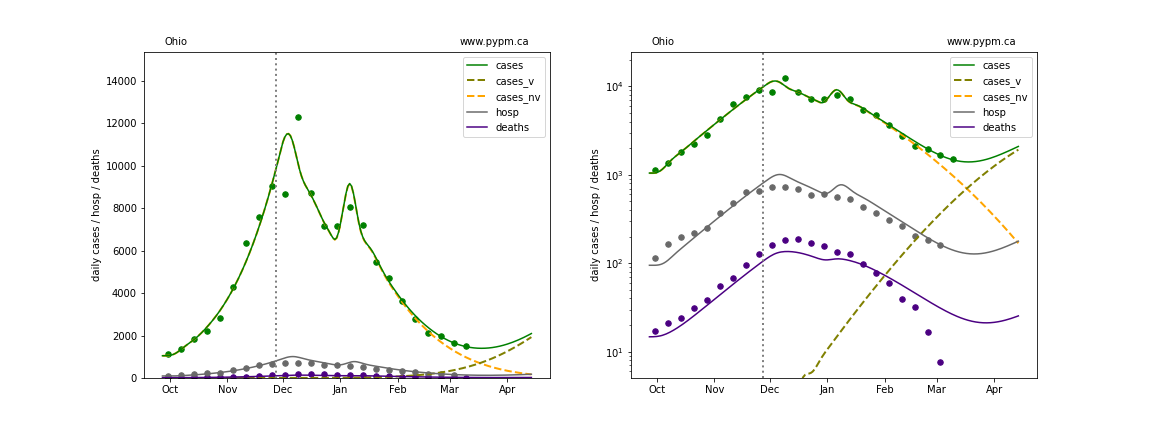 Ohio
www.pypm.ca
cases
cases_v
cases_nv
hosp
deaths
daily cases / hosp / deaths
14000
12000
10000
8000
6000
4000
2000
0
Oct Nov Dec Jan Feb Mar Apr
Ohio
www.pypm.ca
cases
cases_v
cases_nv
hosp
deaths
daily cases / hosp / deaths
10⁴
10³
10²
10¹
Oct Nov Dec Jan Feb Mar Apr